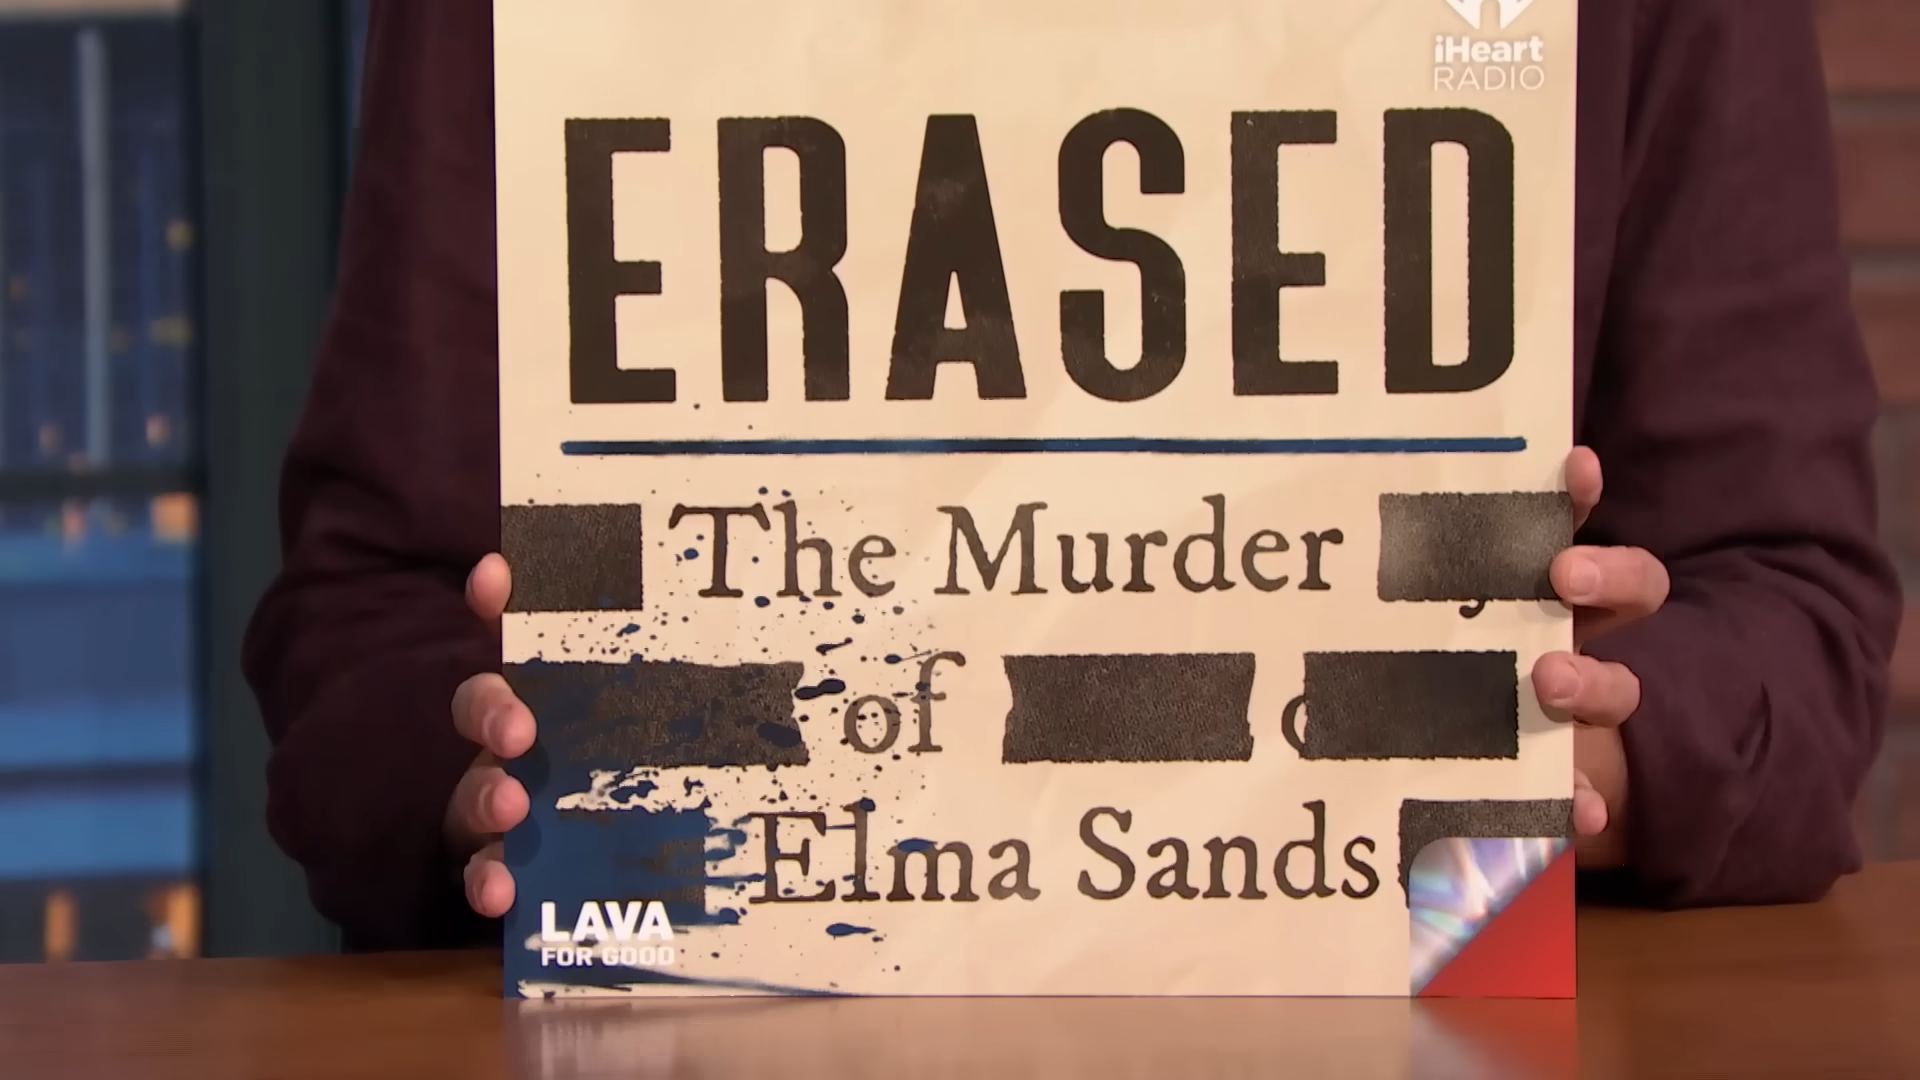 iHeart
RADIO
ERASED
The Murder
of
Elma Sands
LAVA
FOR GOOD